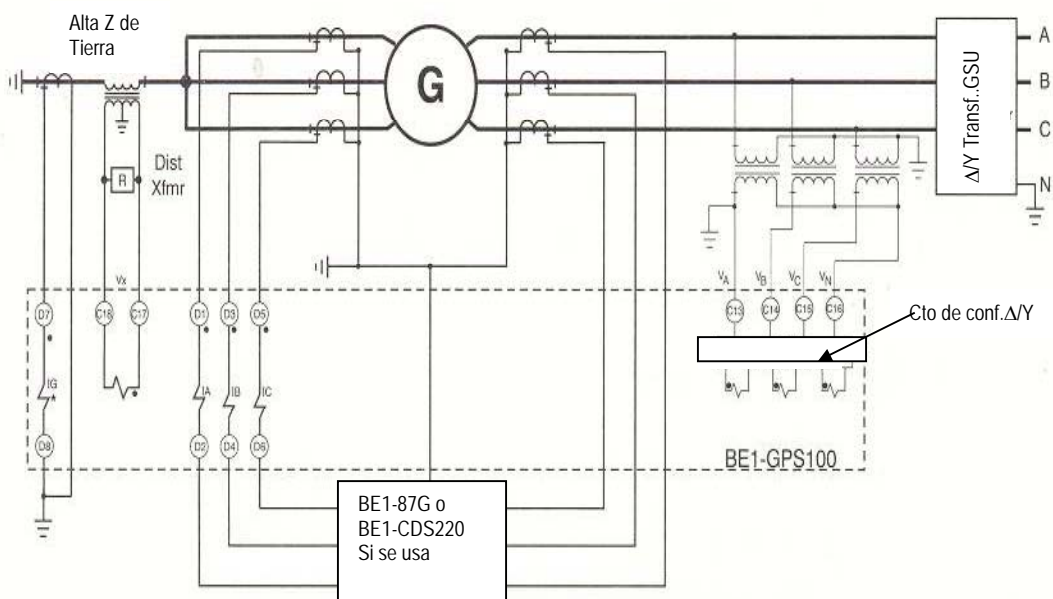 Alta Z de
Tierra
G
A
B
C
N
Δ/Y Transf..GSU
R
Dist
Xfmr
Vx
VA
VB
VC
VN
D7
C18
C17
D1
D3
D5
C13
C14
C15
C16
Cto de conf.Δ/Y
IG
*
IA
IB
IC
D8
D2
D4
D6
BE1-GPS100
BE1-87G o
BE1-CDS220
Si se usa